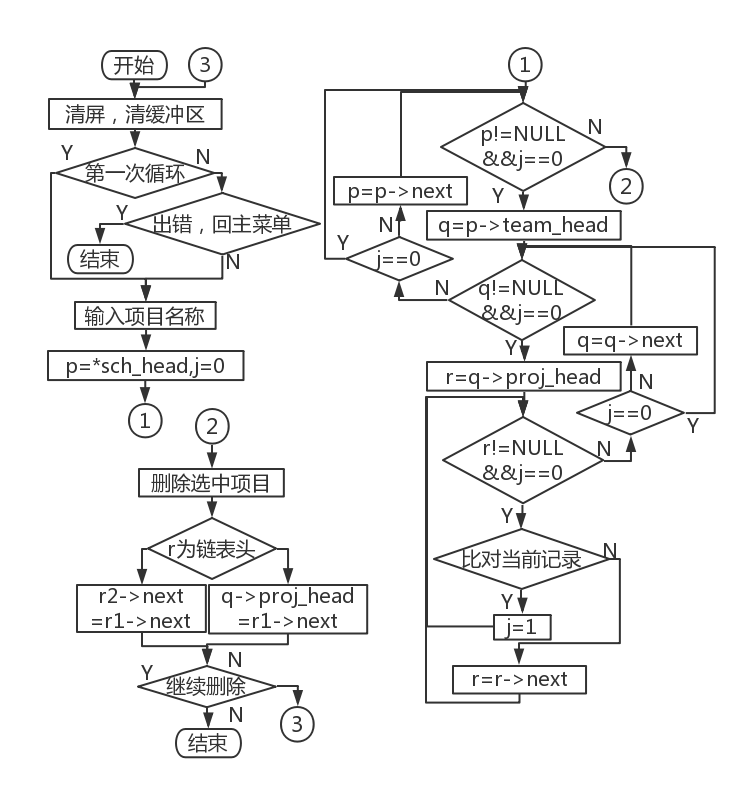 开始
3
清屏，清缓冲区
Y
第一次循环
N
Y
出错，回主菜单
结束
N
输入项目名称
p=*sch_head,j=0
1
2
删除选中项目
r为链表头
r2->next
=r1->next
q->proj_head
=r1->next
Y
N
继续删除
N
3
结束
1
p!=NULL
&&j==0
N
2
p=p->next
Y
q=p->team_head
N
Y
j==0
N
q!=NULL
&&j==0
q=q->next
Y
r=q->proj_head
N
j==0
Y
r!=NULL
&&j==0
N
Y
比对当前记录
N
Y
j=1
r=r->next